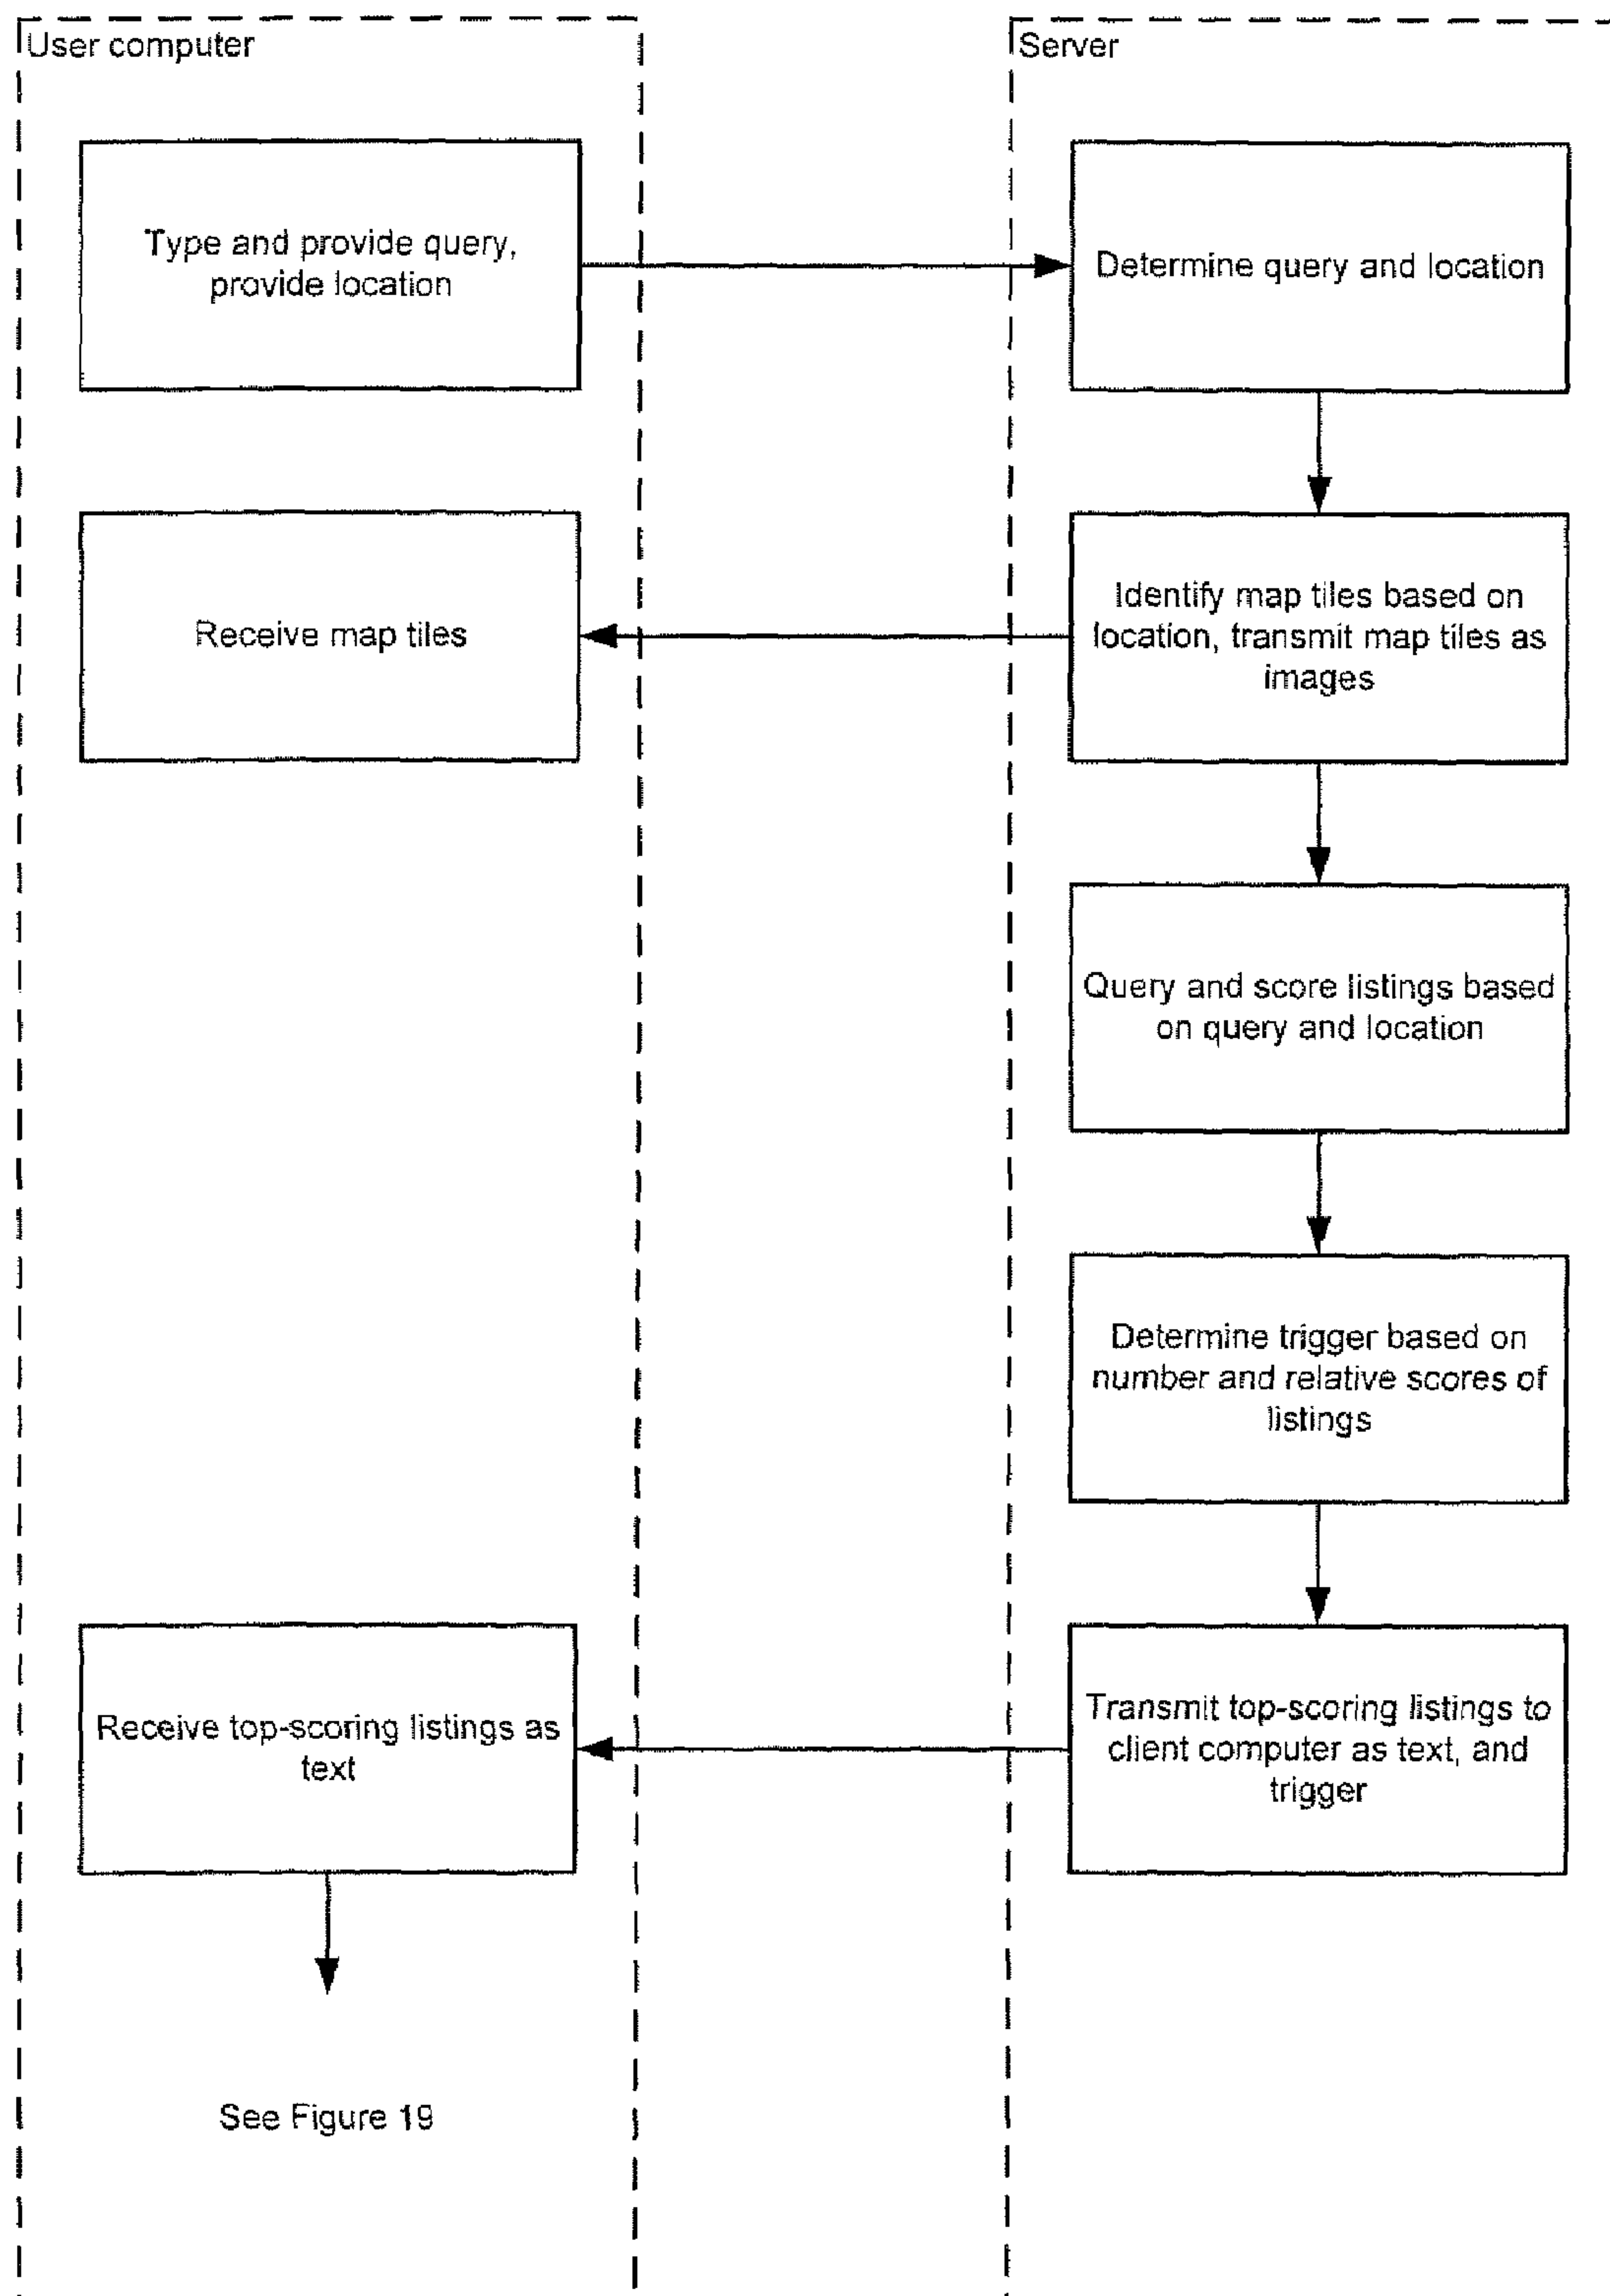 User computer
Server
Type and provide query,
provide location
Determine query and location
Receive map tiles
Identify map tiles based on
location, transmit map tiles as
images
Query and score listings based
on query and location
Determine trigger based on
number and relative scores of
listings
Receive top-scoring listings as
text
Transmit top-scoring listings to
client computer as text, and
trigger
See Figure 19